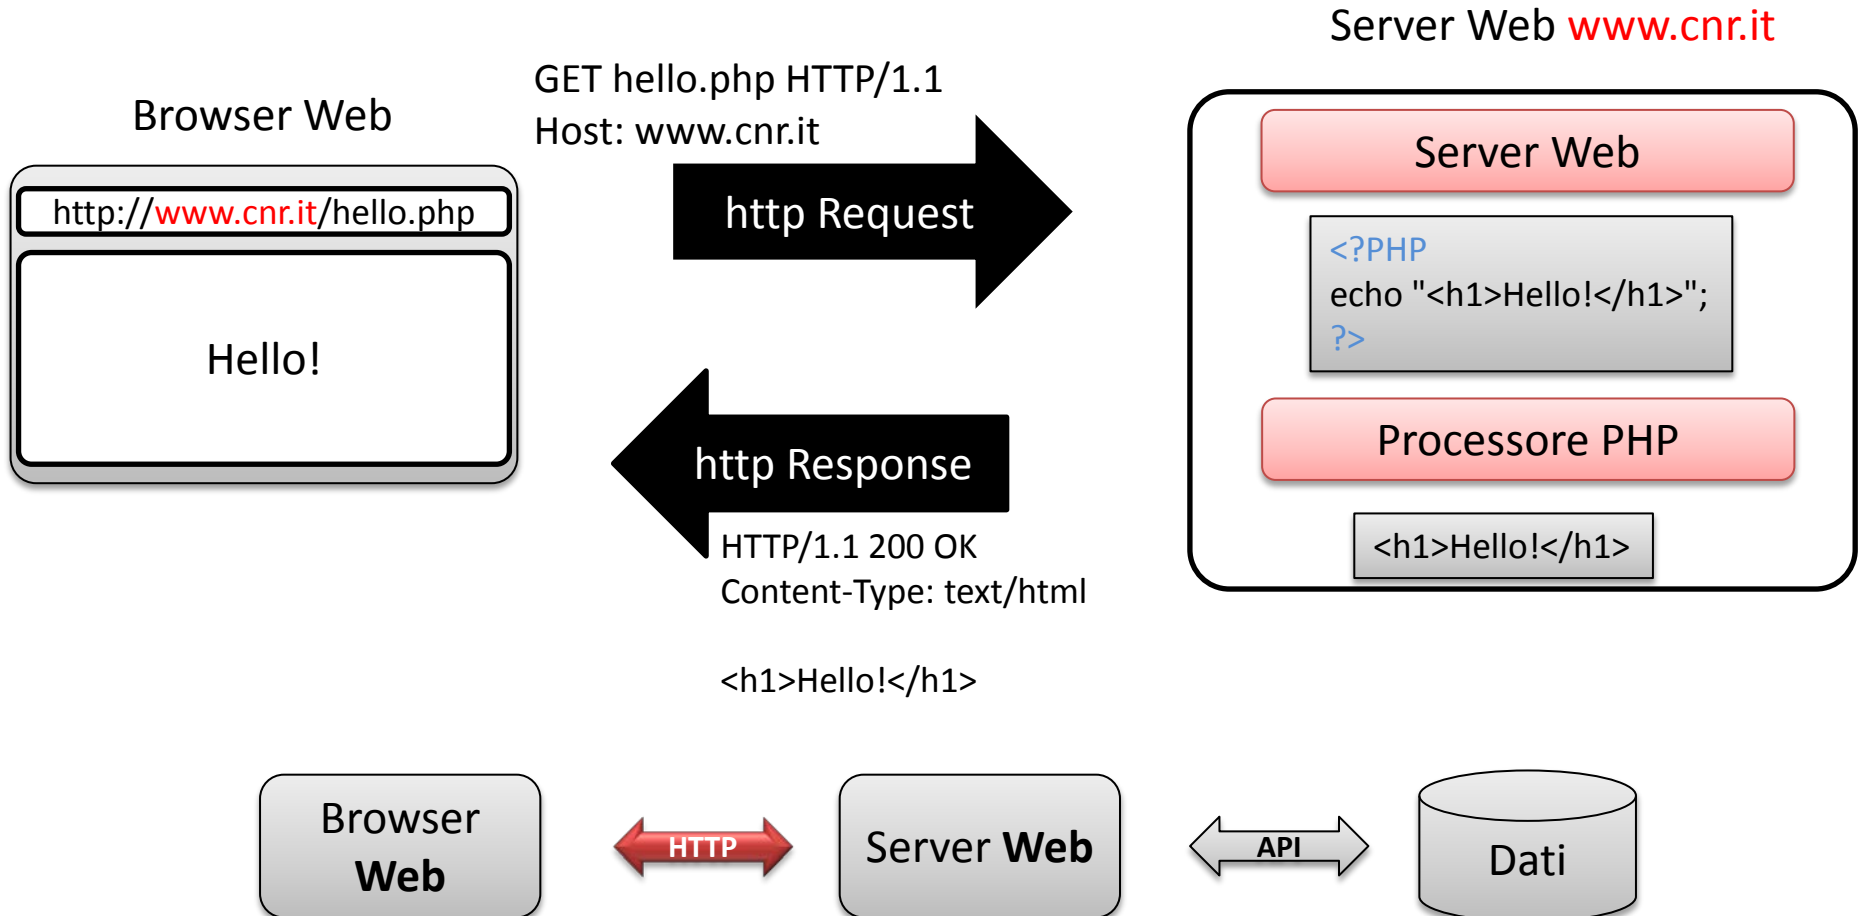 Server Web www.cnr.it
GET hello.php HTTP/1.1
Host: www.cnr.it
Browser Web
http://www.cnr.it/hello.php
Hello!
http Request
Server Web
<?PHP
echo "<h1>Hello!</h1>";
?>
Processore PHP
<h1>Hello!</h1>
http Response
HTTP/1.1 200 OK
Content-Type: text/html
<h1>Hello!</h1>
Browser
Web
HTTP
Server Web
API
Dati